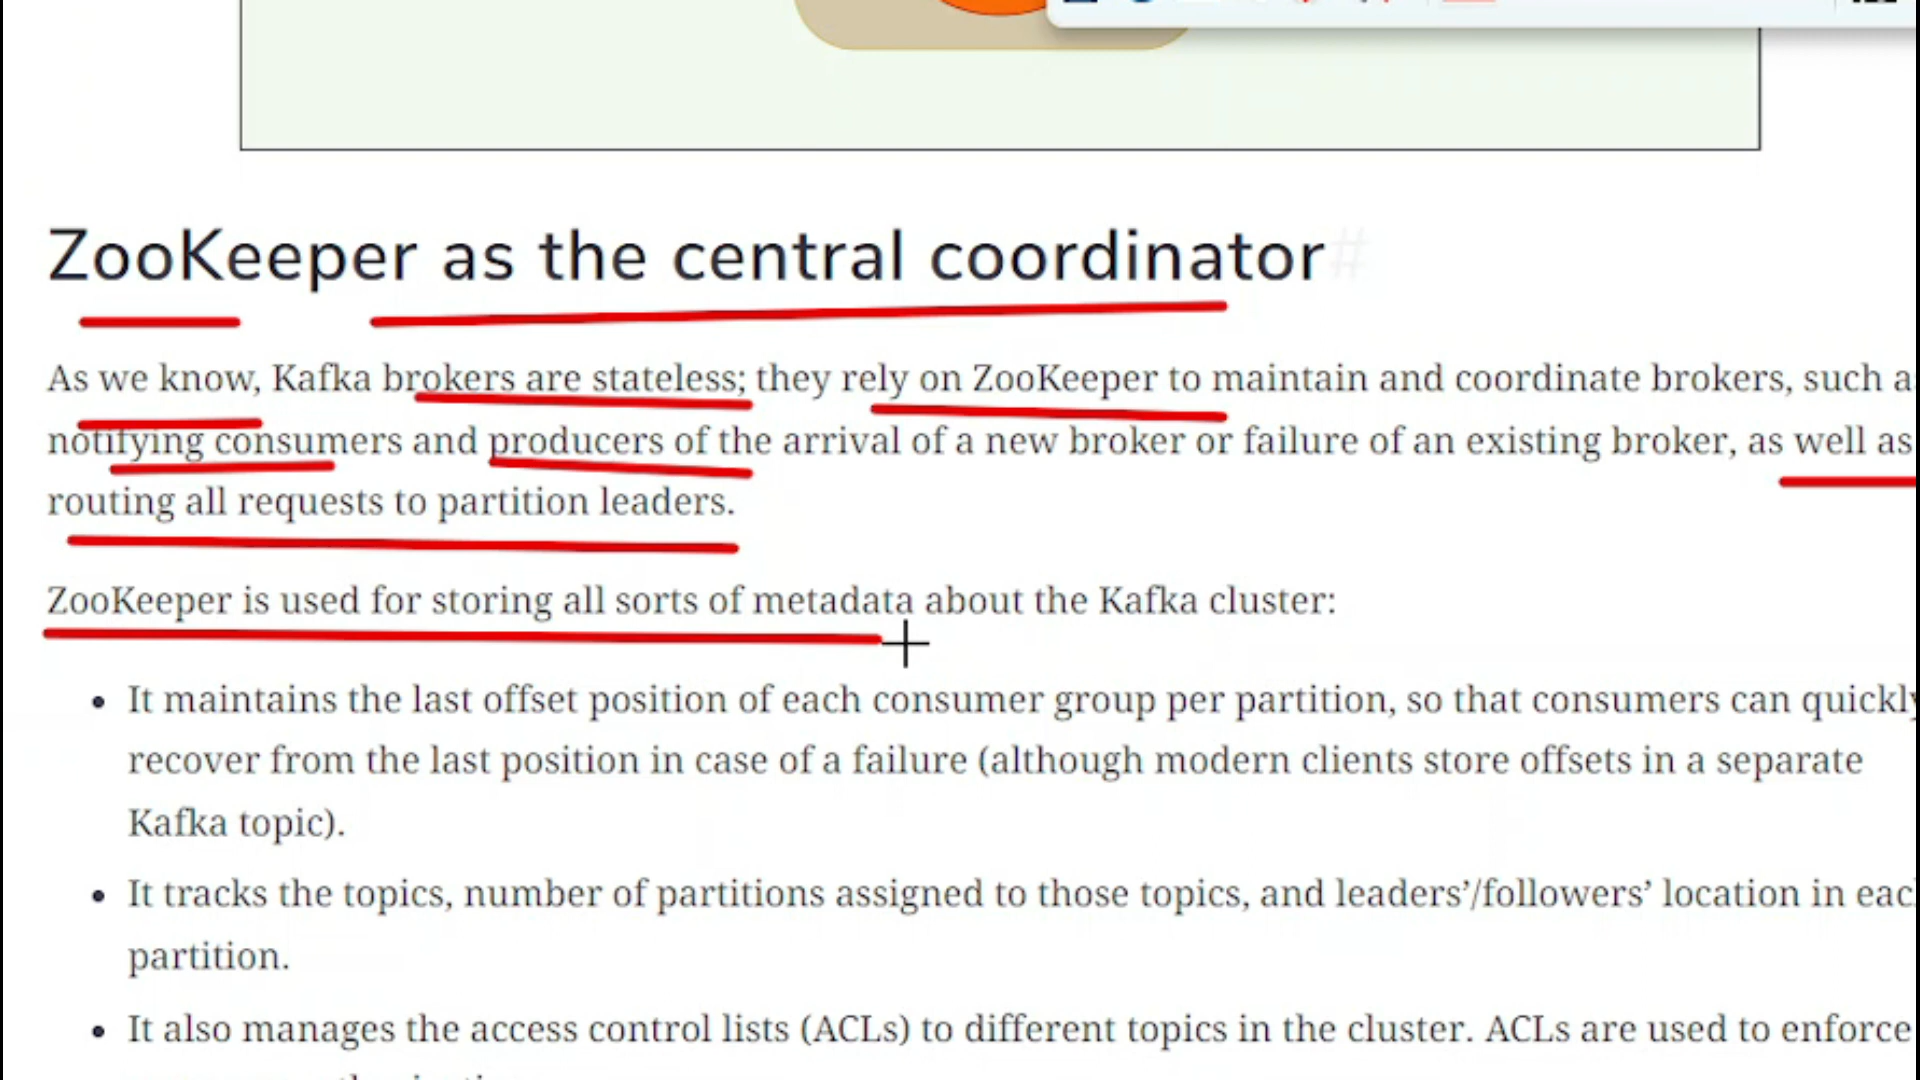 ZooKeeper as the central coordinator#
As we know, Kafka brokers are stateless; they rely on ZooKeeper to maintain and coordinate brokers, such
notifying consumers and producers of the arrival of a new broker or failure of an existing broker, as well as
routing all requests to partition leaders.
ZooKeeper is used for storing all sorts of metadata about the Kafka cluster:
• It maintains the last offset position of each consumer group per partition, so that consumers can quickly
recover from the last position in case of a failure (although modern clients store offsets in a separate
Kafka topic).
• It tracks the topics, number of partitions assigned to those topics, and leaders’/followers’ location in
partition.
• It also manages the access control lists (ACLs) to different topics in the cluster. ACLs are used to enforce